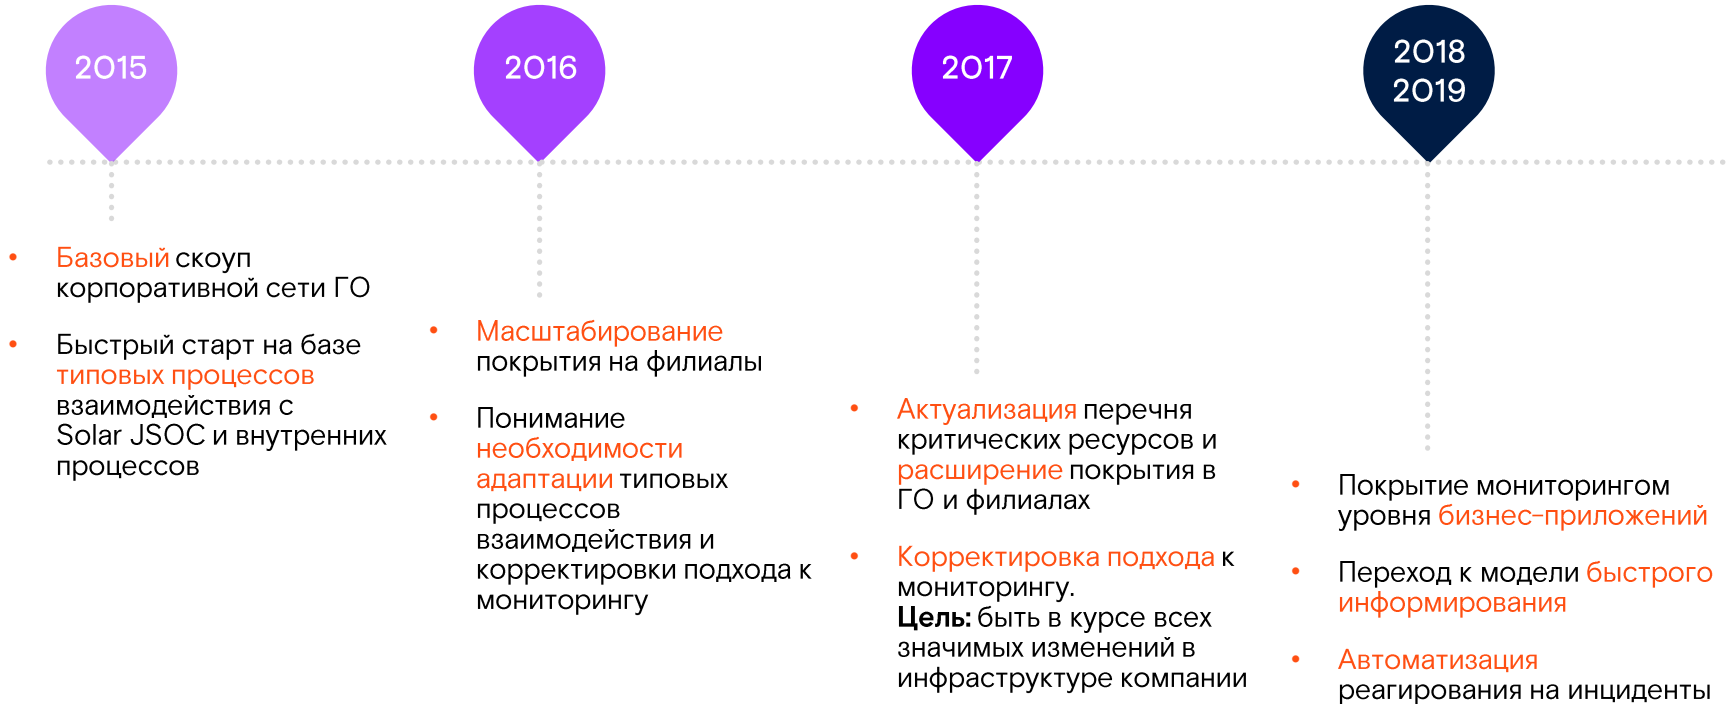 2015
2016
2017
2018
2019
• Базовый скоуп
корпоративной сети ГО
• Быстрый старт на базе
типовых процессов
взаимодействия с
Solar JSOC и внутренних
процессов
• Масштабирование
покрытия на филиалы
• Понимание
необходимости
адаптации типовых
процессов
взаимодействия и
корректировки подхода к
мониторингу
• Актуализация перечня
критических ресурсов и
расширение покрытия в
ГО и филиалах
• Корректировка подхода к
мониторингу.
Цель: быть в курсе всех
значимых изменений в
инфраструктуре компании
• Покрытие мониторингом
уровня бизнес-приложений
• Переход к модели быстрого
информирования
• Автоматизация
реагирования на инциденты